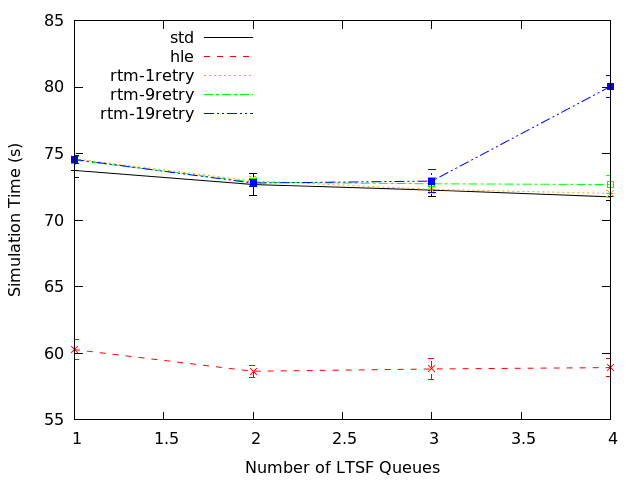 85
80
75
70
65
60
55
Simulation Time (s)
std
hle
rtm-1retry
rtm-9retry
rtm-19retry
1 1.5 2 2.5 3 3.5 4
Number of LTSF Queues